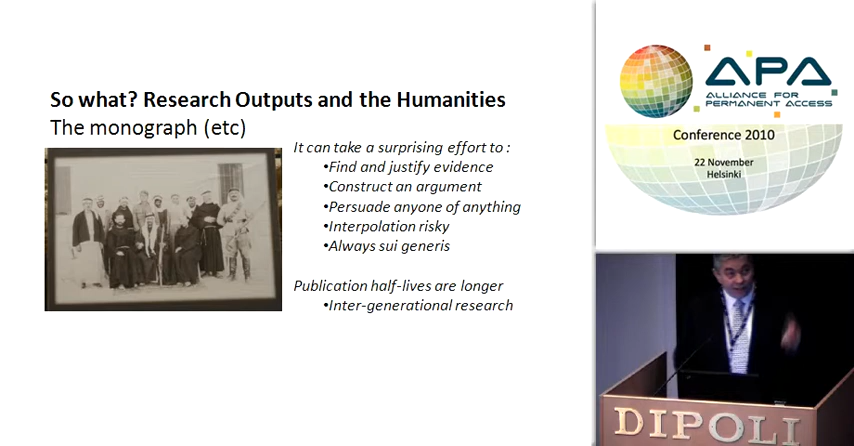 So what? Research Outputs and the Humanities
The monograph (etc)
It can take a surprising effort to :
•Find and justify evidence
•Construct an argument
•Persuade anyone of anything
•Interpolation risky
•Always sui generis
Publication half-lives are longer
•Inter-generational research
APA
ALLIANCE FOR
PERMANENT ACCESS
Conference 2010
22 November
Helsinki
DIPOLI